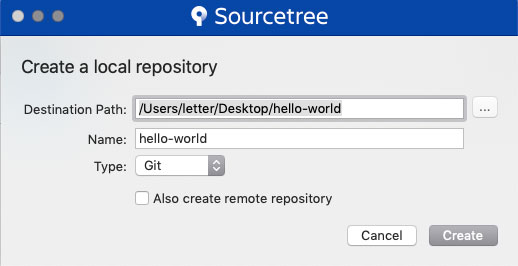 Sourcetree
Create a local repository
Destination Path: /Users/letter/Desktop/hello-world ...
Name: hello-world
Type: Git
Also create remote repository
Cancel Create